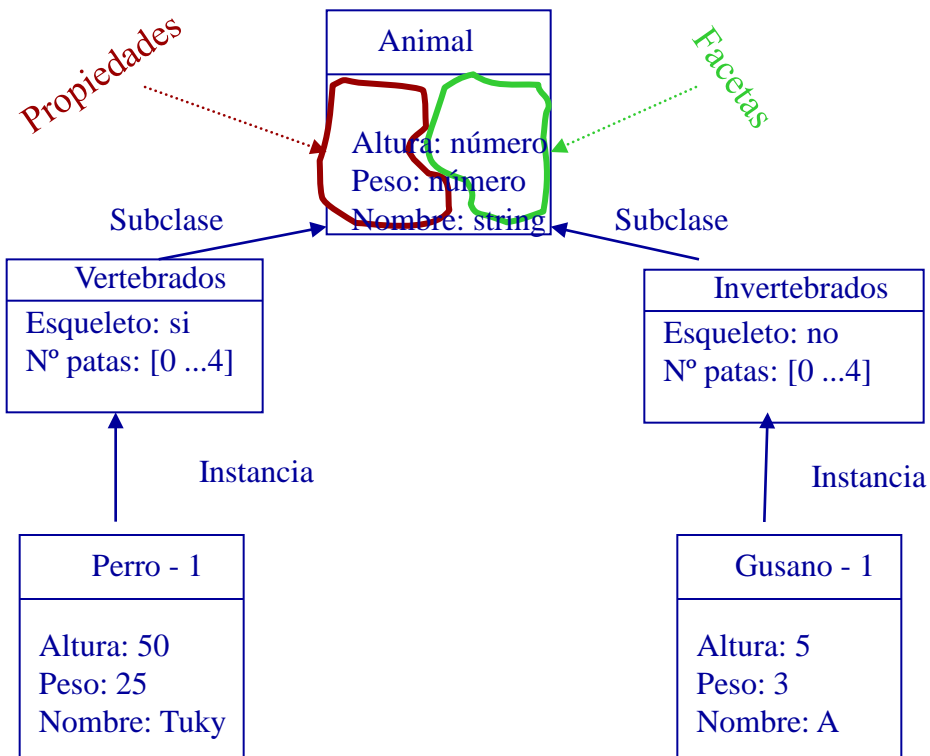 Propiedades
Animal
Facetas
Altura: número
Peso: número
Nombre: string
Subclase
Subclase
Vertebrados
Esqueleto: si
Nº patas: [0 ...4]
Invertebrados
Esqueleto: no
Nº patas: [0 ...4]
Instancia
Instancia
Perro - 1
Altura: 50
Peso: 25
Nombre: Tuky
Gusano - 1
Altura: 5
Peso: 3
Nombre: A